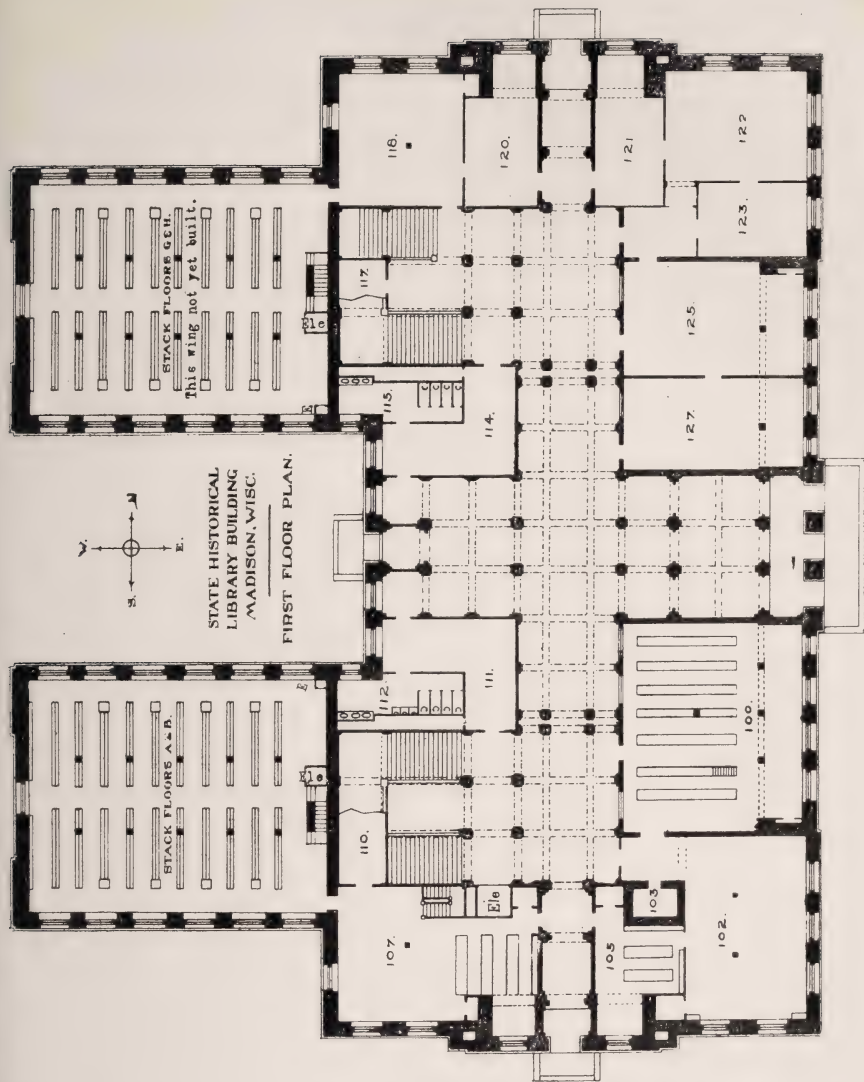 STATE HISTORICAL
LIBRARY BUILDING
MADISON, WISC.
FIRST FLOOR PLAN.
W.
N
E.
S.
STACK FLOORS G & H.
This wing not yet built.
Ele
E
STACK FLOORS A & B.
Ele
E
118.
120.
121
122
123.
117.
125.
127.
115.
114.
112
111.
110.
100.
107.
Ele
103
105
102.